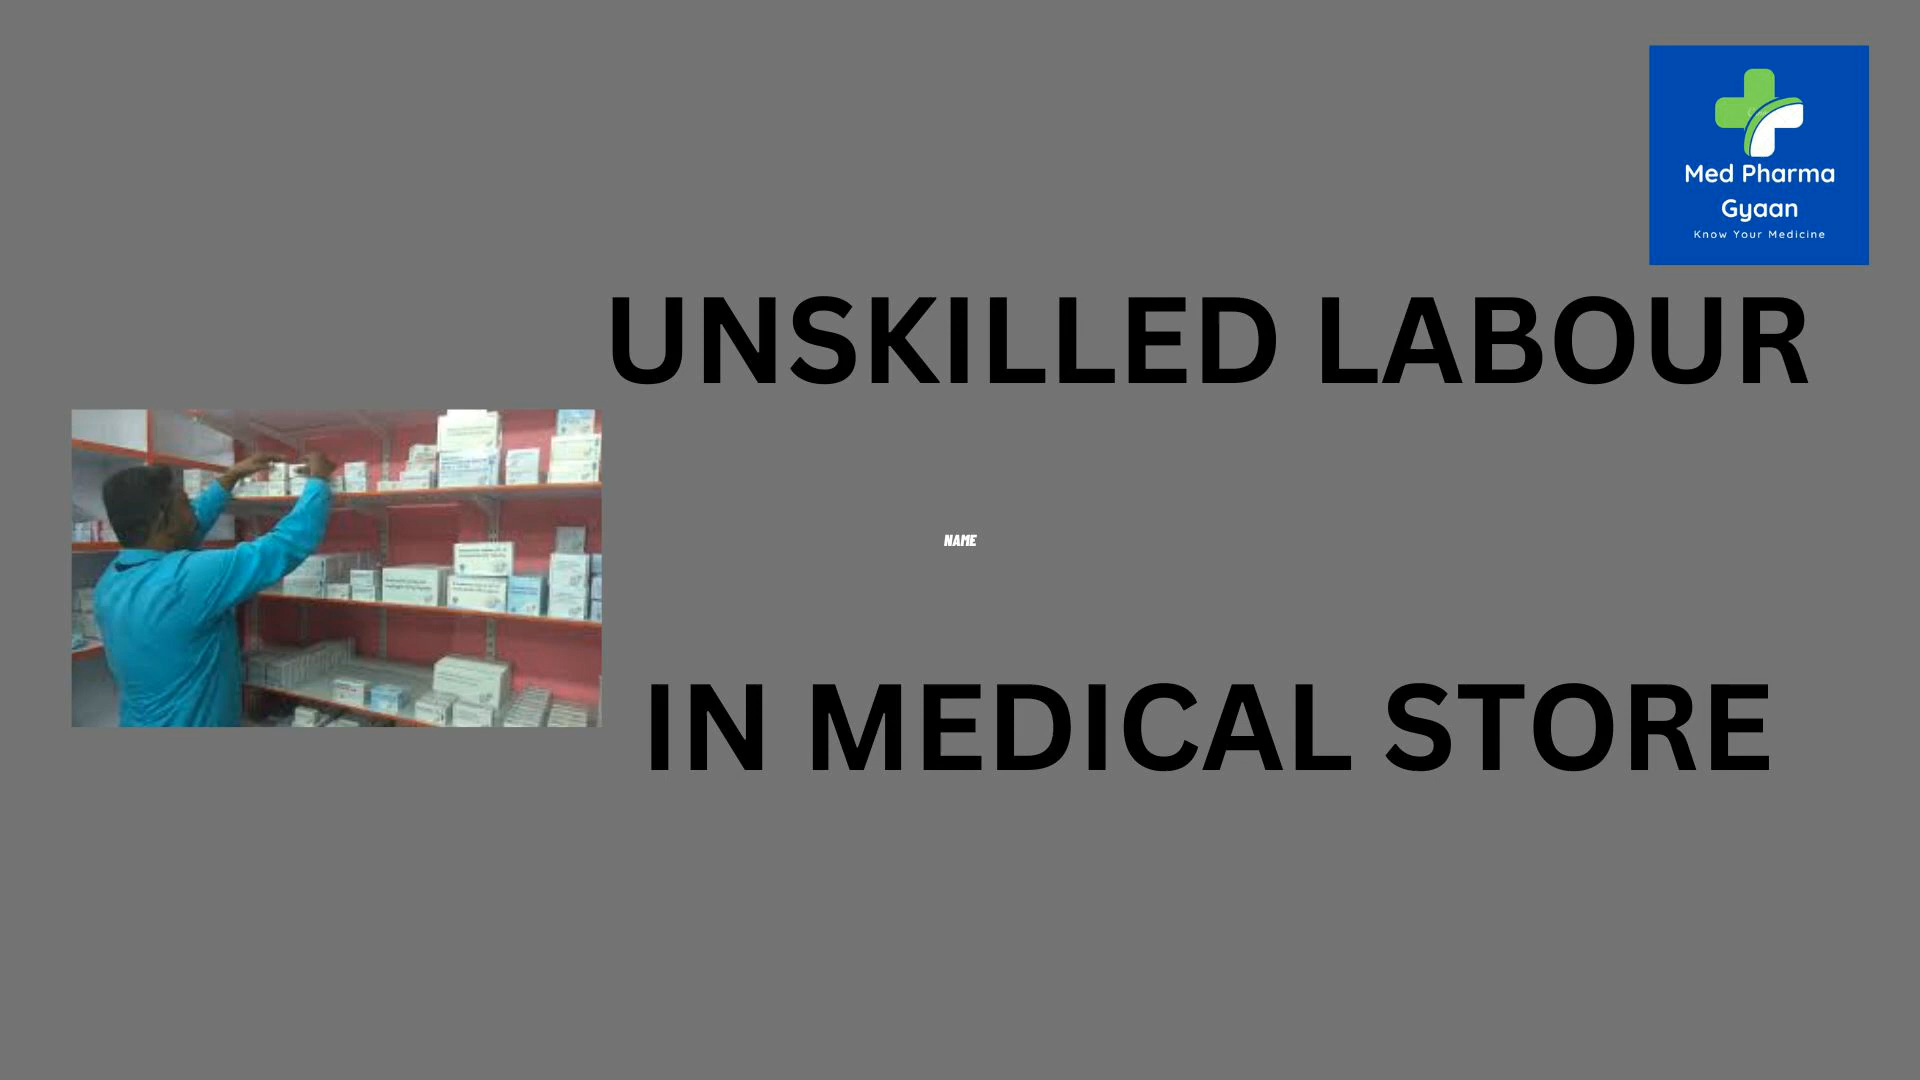 Med Pharma
Gyaan
Know Your Medicine
UNSKILLED LABOUR
NAME
IN MEDICAL STORE